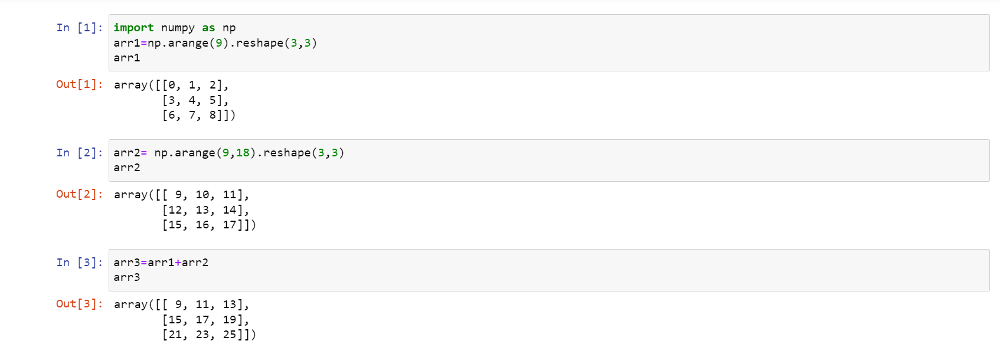 In [1]: import numpy as np
arr1=np.arange(9).reshape(3,3)
arr1
Out[1]: array([[0, 1, 2],
[3, 4, 5],
[6, 7, 8]])
In [2]: arr2= np.arange(9,18).reshape(3,3)
arr2
Out[2]: array([[ 9, 10, 11],
[12, 13, 14],
[15, 16, 17]])
In [3]: arr3=arr1+arr2
arr3
Out[3]: array([[ 9, 11, 13],
[15, 17, 19],
[21, 23, 25]])